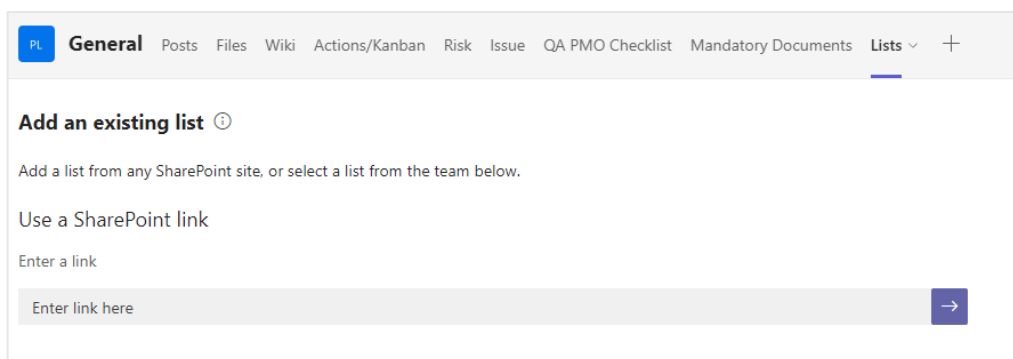 PL General Posts Files Wiki Actions/Kanban Risk Issue QA PMO Checklist Mandatory Documents Lists
Add an existing list
Add a list from any SharePoint site, or select a list from the team below.
Use a SharePoint link
Enter a link
Enter link here